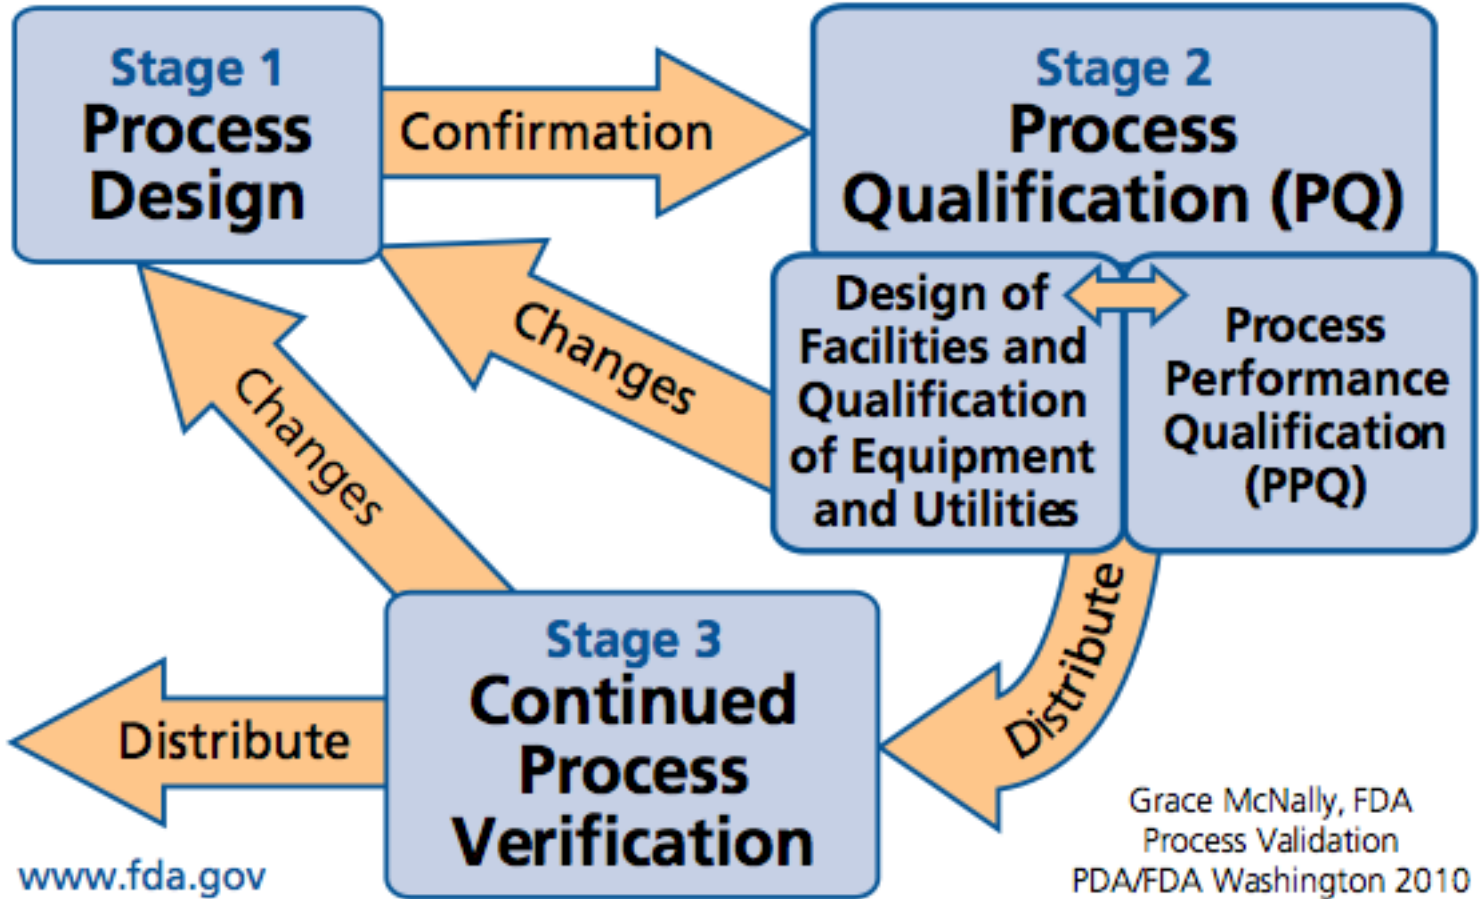 Stage 1
Process
Design
Confirmation
Stage 2
Process
Qualification (PQ)
Design of
Facilities and
Qualification
of Equipment
and Utilities
Process
Performance
Qualification
(PPQ)
Changes
Changes
Distribute
Stage 3
Continued
Process
Verification
Distribute
www.fda.gov
Grace McNally, FDA
Process Validation
PDA/FDA Washington 2010